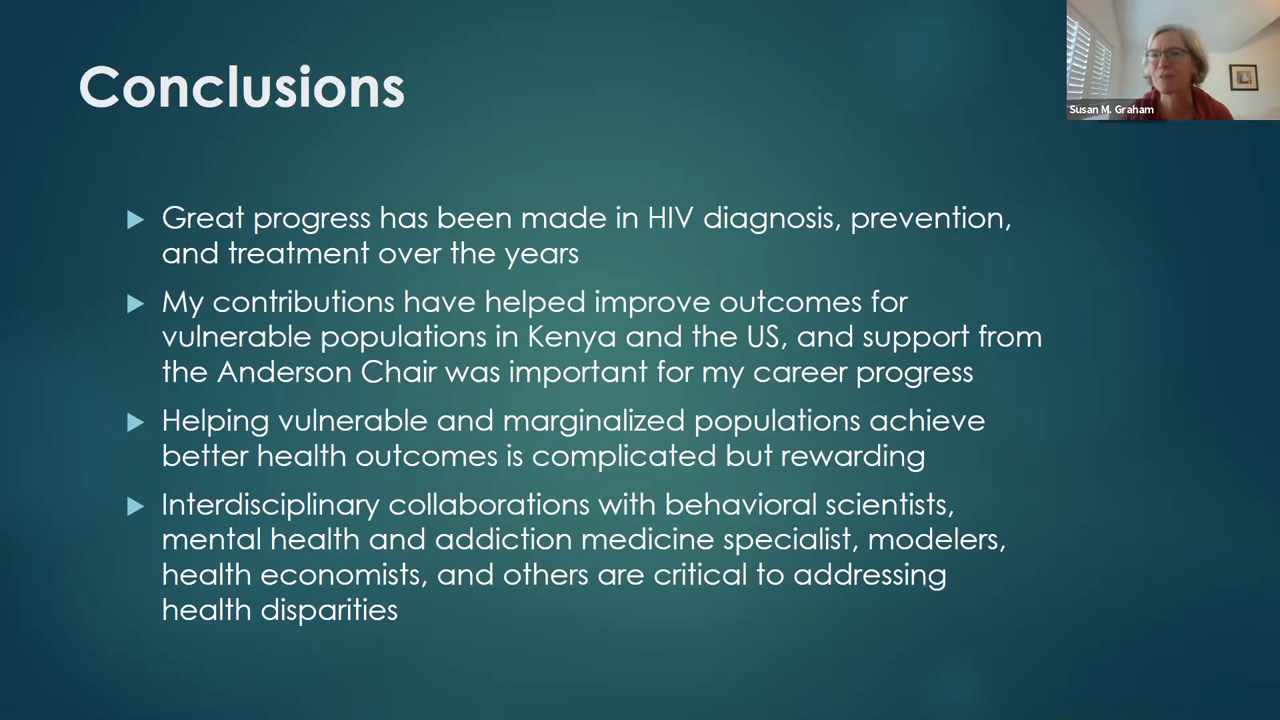 Conclusions
Susan M. Graham
Great progress has been made in HIV diagnosis, prevention,
and treatment over the years
My contributions have helped improve outcomes for
vulnerable populations in Kenya and the US, and support from
the Anderson Chair was important for my career progress
Helping vulnerable and marginalized populations achieve
better health outcomes is complicated but rewarding
Interdisciplinary collaborations with behavioral scientists,
mental health and addiction medicine specialist, modelers,
health economists, and others are critical to addressing
health disparities